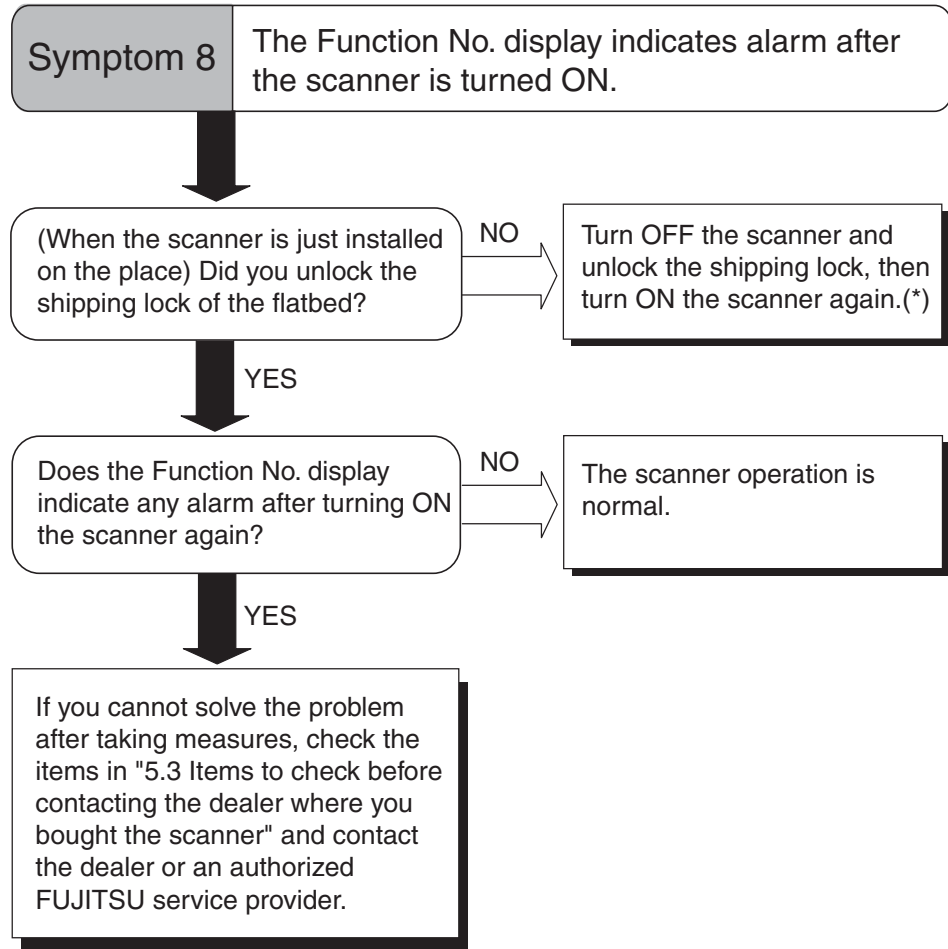 Symptom 8
The Function No. display indicates alarm after
the scanner is turned ON.
(When the scanner is just installed
on the place) Did you unlock the
shipping lock of the flatbed?
NO
Turn OFF the scanner and
unlock the shipping lock, then
turn ON the scanner again.(*)
YES
Does the Function No. display
indicate any alarm after turning ON
the scanner again?
NO
The scanner operation is
normal.
YES
If you cannot solve the problem
after taking measures, check the
items in "5.3 Items to check before
contacting the dealer where you
bought the scanner" and contact
the dealer or an authorized
FUJITSU service provider.